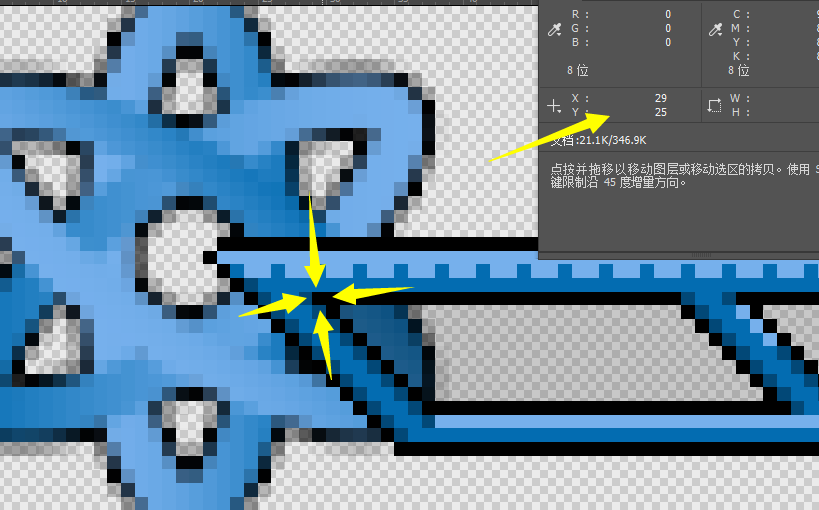 R : 0
G : 0
B : 0
8 位
C :
M :
Y :
K :
8 位
X : 29
Y : 25
W :
H :
文档:21.1K/346.9K
点按并拖移以移动图层或移动选区的拷贝。使用 S
键限制沿 45 度增量方向。